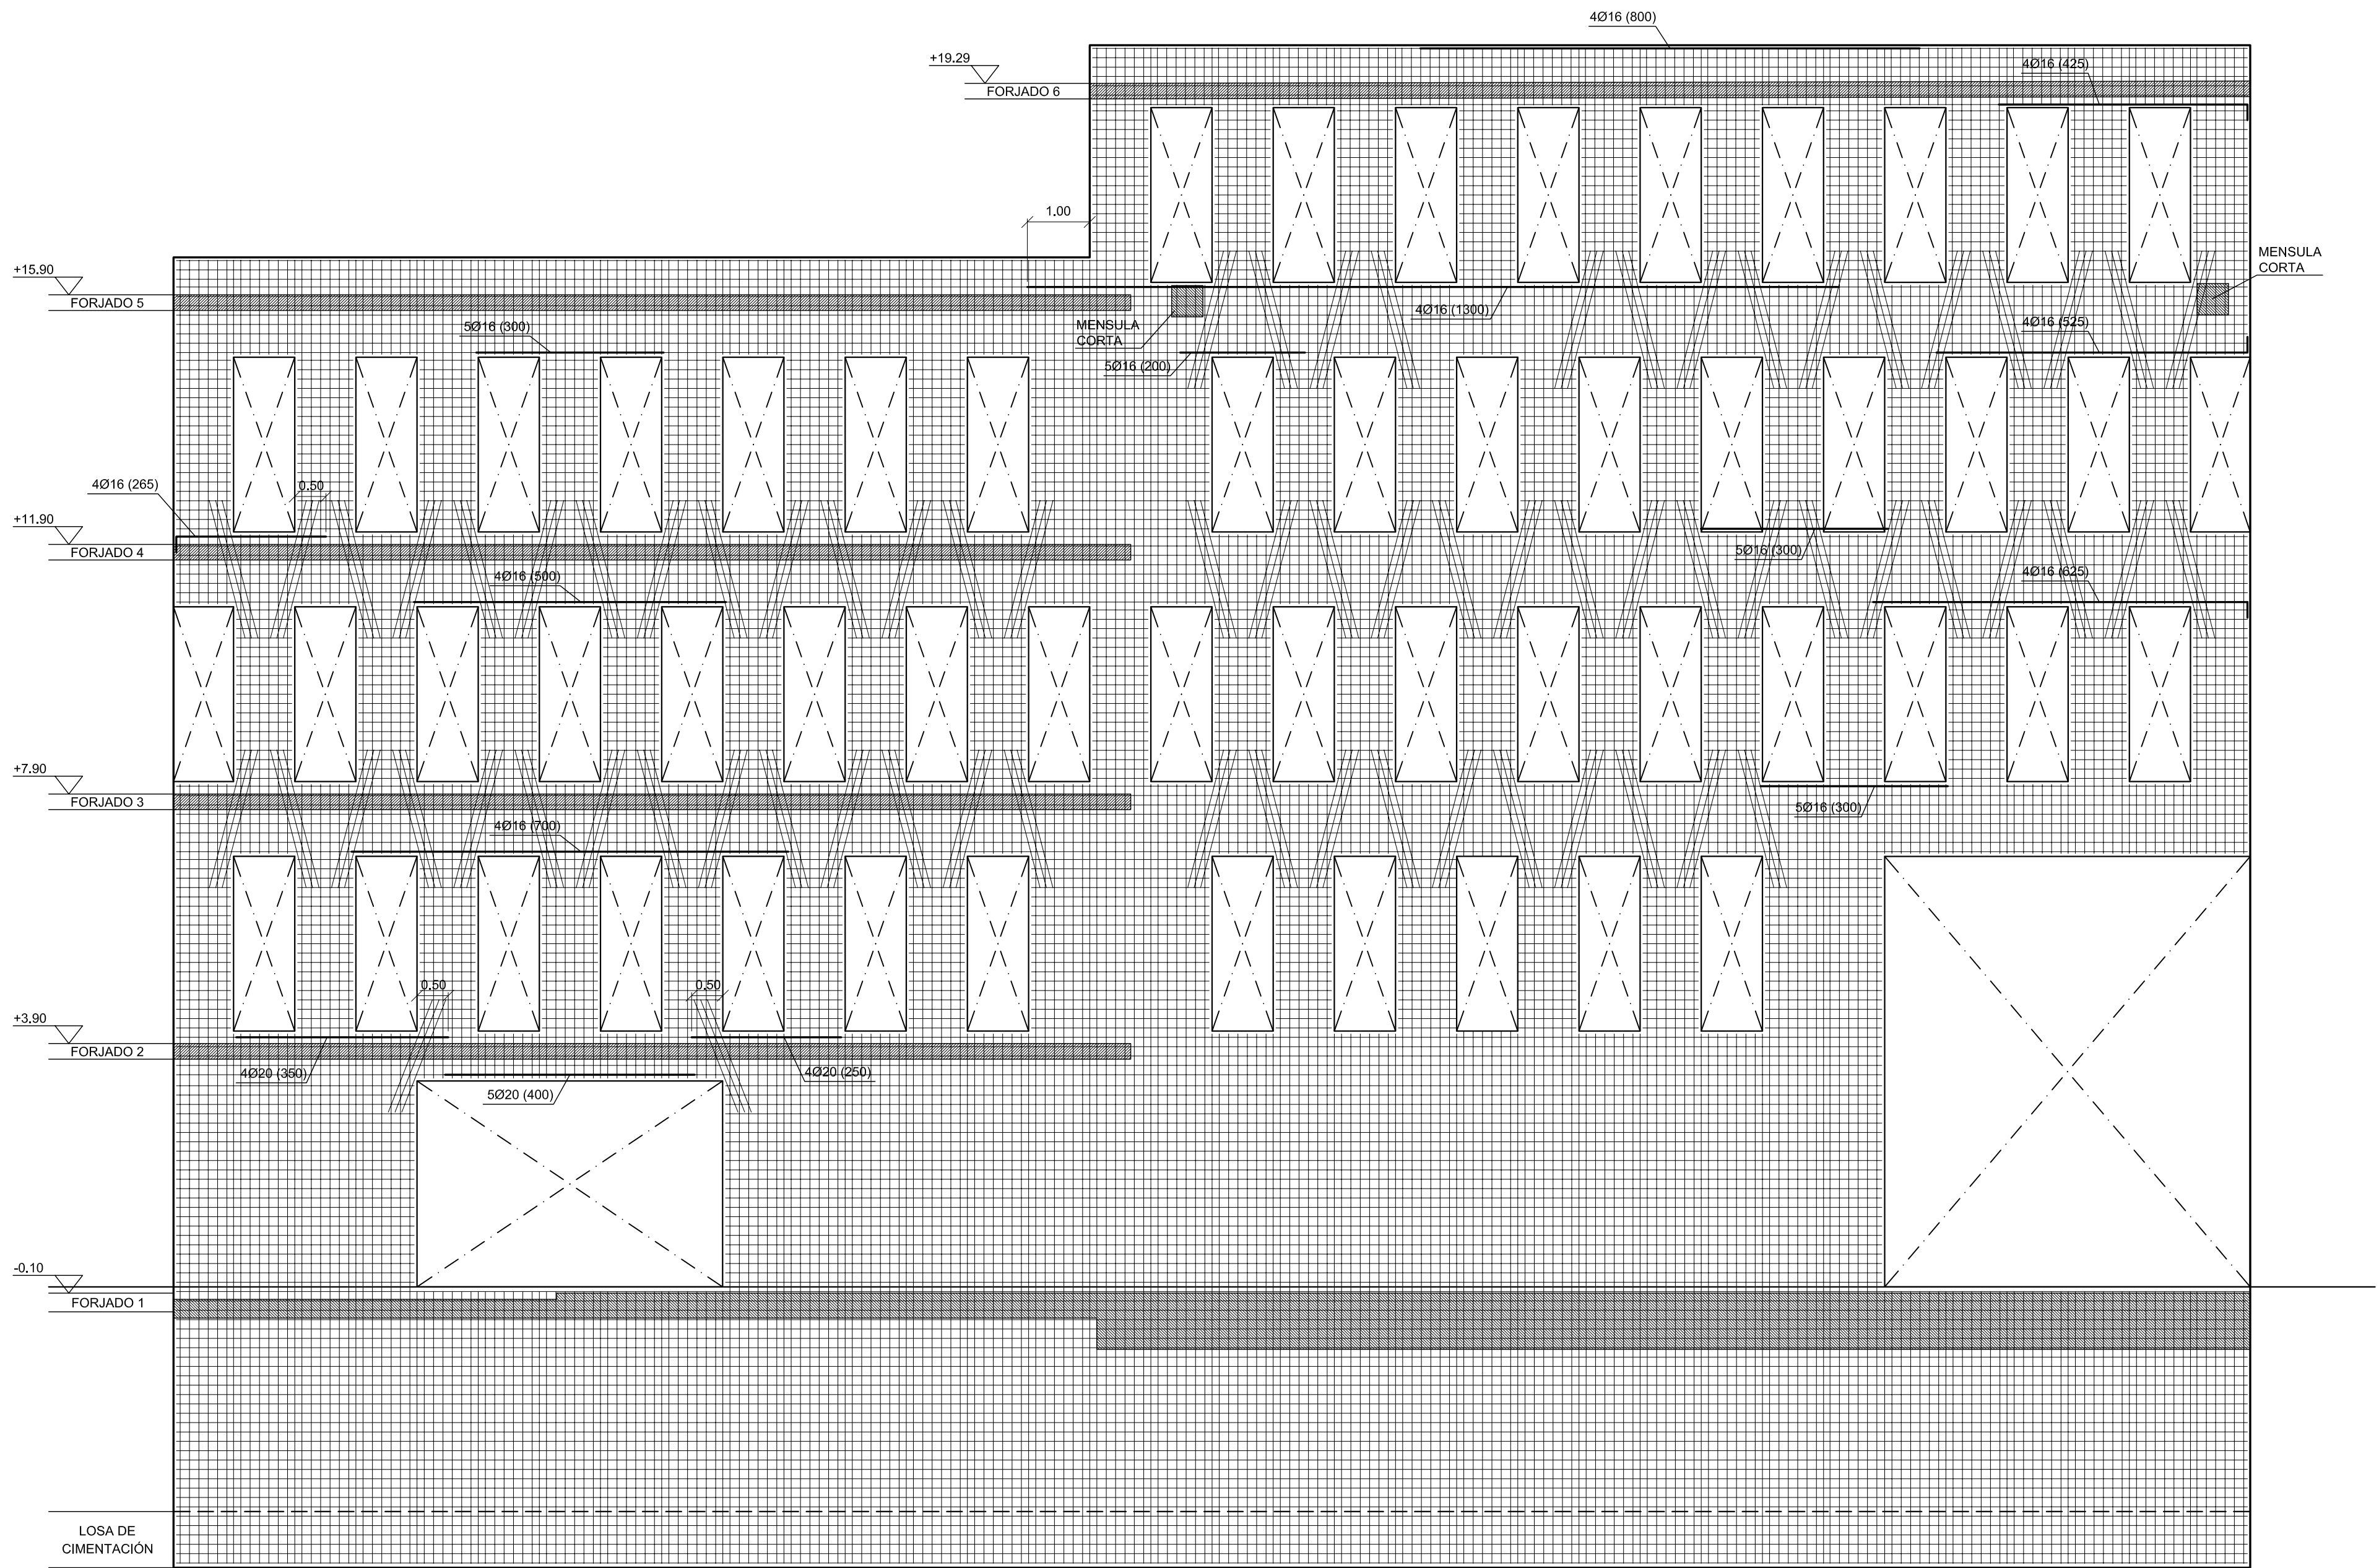 4Ø16 (800)
+19.29
FORJADO 6
4Ø16 (425)
1.00
+15.90
FORJADO 5
MENSULA
CORTA
4Ø16 (1300)
5Ø16 (300)
MENSULA
CORTA
4Ø16 (525)
5Ø16 (200)
4Ø16 (265)
0.50
+11.90
FORJADO 4
5Ø16 (300)
4Ø16 (500)
4Ø16 (625)
+7.90
FORJADO 3
5Ø16 (300)
4Ø16 (700)
0.50
0.50
+3.90
FORJADO 2
4Ø20 (350)
4Ø20 (250)
5Ø20 (400)
-0.10
FORJADO 1
LOSA DE
CIMENTACIÓN